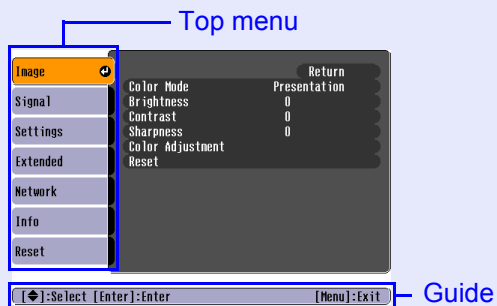 Top menu
Image
Signal
Settings
Extended
Network
Info
Reset
Return
Color Mode Presentation
Brightness 0
Contrast 0
Sharpness 0
Color Adjustment
Reset
[◆]:Select [Enter]:Enter [Menu]:Exit
Guide